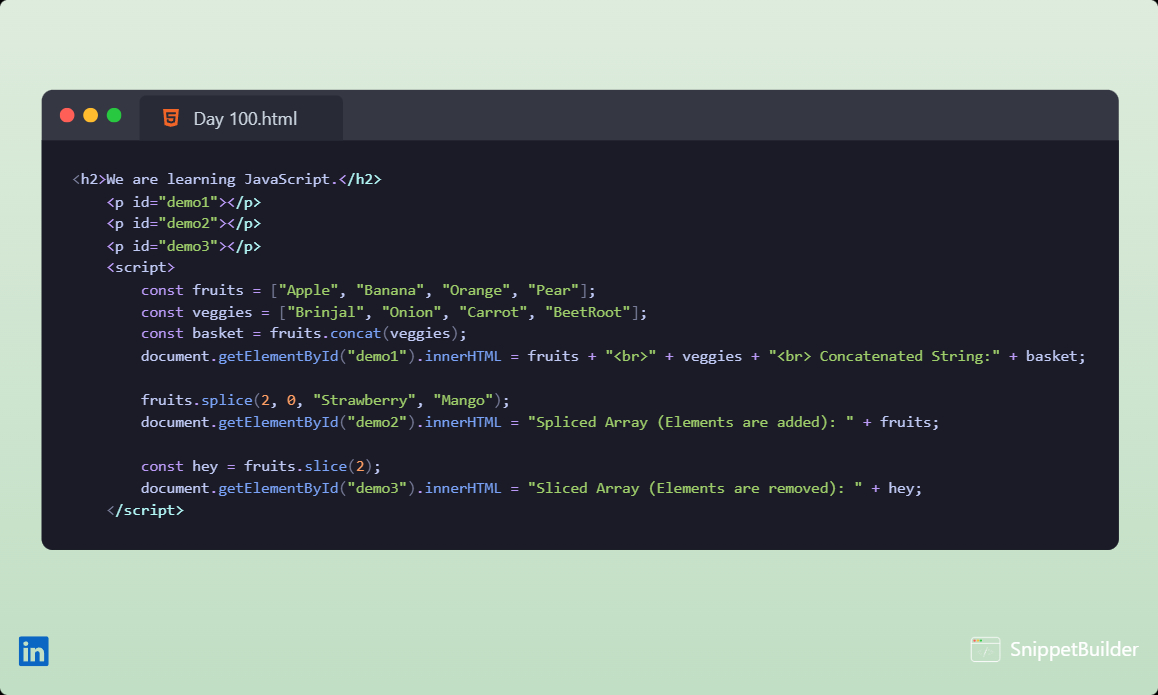 Day 100.html
<h2>We are learning JavaScript.</h2>
    <p id="demo1"></p>
    <p id="demo2"></p>
    <p id="demo3"></p>
    <script>
        const fruits = ["Apple", "Banana", "Orange", "Pear"];
        const veggies = ["Brinjal", "Onion", "Carrot", "BeetRoot"];
        const basket = fruits.concat(veggies);
        document.getElementById("demo1").innerHTML = fruits + "<br>" + veggies + "<br> Concatenated String:" + basket;

        fruits.splice(2, 0, "Strawberry", "Mango");
        document.getElementById("demo2").innerHTML = "Spliced Array (Elements are added): " + fruits;

        const hey = fruits.slice(2);
        document.getElementById("demo3").innerHTML = "Sliced Array (Elements are removed): " + hey;
    </script>
in
SnippetBuilder